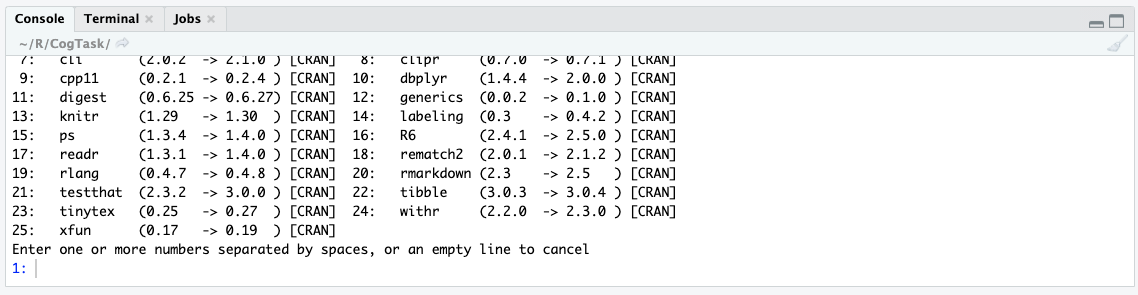 Console Terminal × Jobs ×
~/R/CogTask/
7: cli (2.0.2 -> 2.1.0 ) [CRAN] 8: clipr (0.7.0 -> 0.7.1 ) [CRAN]
9: cpp11 (0.2.1 -> 0.2.4 ) [CRAN] 10: dbplyr (1.4.4 -> 2.0.0 ) [CRAN]
11: digest (0.6.25 -> 0.6.27) [CRAN] 12: generics (0.0.2 -> 0.1.0 ) [CRAN]
13: knitr (1.29 -> 1.30 ) [CRAN] 14: labeling (0.3 -> 0.4.2 ) [CRAN]
15: ps (1.3.4 -> 1.4.0 ) [CRAN] 16: R6 (2.4.1 -> 2.5.0 ) [CRAN]
17: readr (1.3.1 -> 1.4.0 ) [CRAN] 18: rematch2 (2.0.1 -> 2.1.2 ) [CRAN]
19: rlang (0.4.7 -> 0.4.8 ) [CRAN] 20: rmarkdown (2.3 -> 2.5 ) [CRAN]
21: testthat (2.3.2 -> 3.0.0 ) [CRAN] 22: tibble (3.0.3 -> 3.0.4 ) [CRAN]
23: tinytex (0.25 -> 0.27 ) [CRAN] 24: withr (2.2.0 -> 2.3.0 ) [CRAN]
25: xfun (0.17 -> 0.19 ) [CRAN]
Enter one or more numbers separated by spaces, or an empty line to cancel
1: